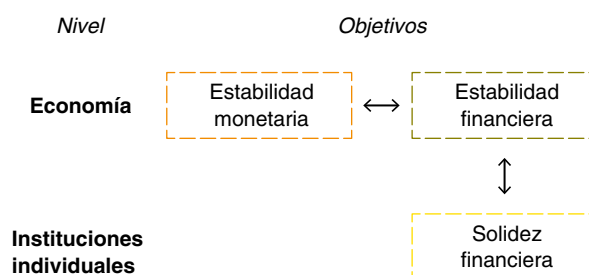 Nivel Objetivos
Economía
Estabilidad
monetaria
Estabilidad
financiera
Instituciones
individuales
Solidez
financiera